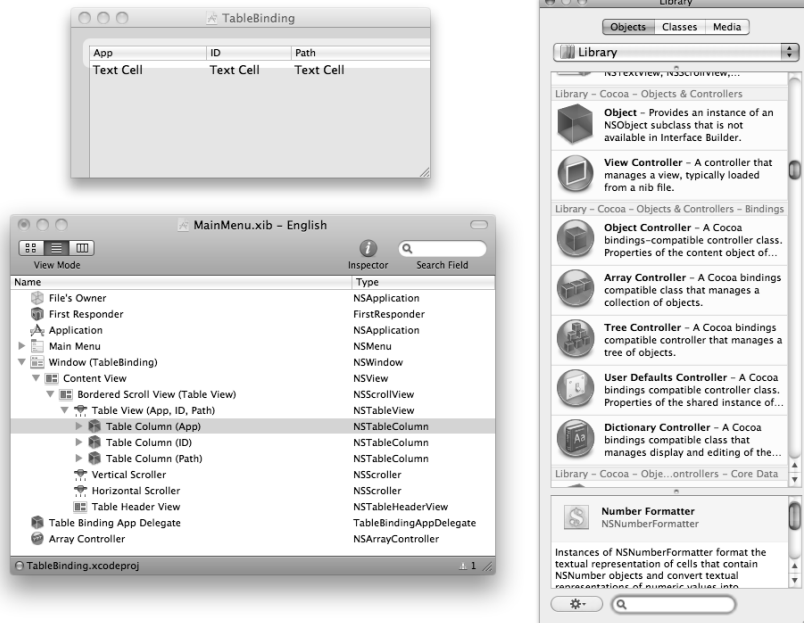 TableBinding
App ID Path
Text Cell Text Cell Text Cell
MainMenu.xib – English
View Mode Inspector Search Field
Name Type
File's Owner NSApplication
First Responder FirstResponder
Application NSApplication
Main Menu NSMenu
Window (TableBinding) NSWindow
Content View NSView
Bordered Scroll View (Table View) NSScrollView
Table View (App, ID, Path) NSTableView
Table Column (App) NSTableColumn
Table Column (ID) NSTableColumn
Table Column (Path) NSTableColumn
Vertical Scroller NSScroller
Horizontal Scroller NSScroller
Table Header View NSTableHeaderView
Table Binding App Delegate TableBindingAppDelegate
Array Controller NSArrayController
TableBinding.xcodeproj 1
Library
Objects Classes Media
Library
NSTextView, NSScrollView,...
Library – Cocoa – Objects & Controllers
Object – Provides an instance of an
NSObject subclass that is not
available in Interface Builder.
View Controller – A controller that
manages a view, typically loaded
from a nib file.
Library – Cocoa – Objects & Controllers – Bindings
Object Controller – A Cocoa
bindings-compatible controller class.
Properties of the content object of...
Array Controller – A Cocoa bindings
compatible class that manages a
collection of objects.
Tree Controller – A Cocoa bindings
compatible controller that manages a
tree of objects.
User Defaults Controller – A Cocoa
bindings compatible controller class.
Properties of the shared instance of...
Dictionary Controller – A Cocoa
bindings compatible class that
manages display and editing of the...
Library – Cocoa – Obje...ontrollers – Core Data
Number Formatter
NSNumberFormatter
Instances of NSNumberFormatter format the
textual representation of cells that contain
NSNumber objects and convert textual
representations of numeric values into